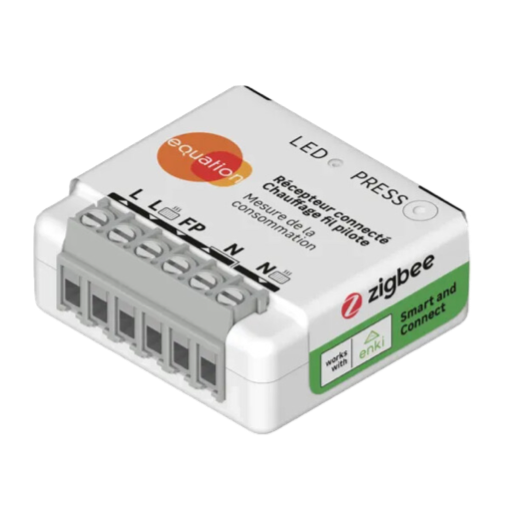 equation
LED
PRESS
Récepteur connecté
Chauffage fil pilote
Mesure de la
consommation
L L FP N N
zigbee
works
with
enki
Smart and
Connect